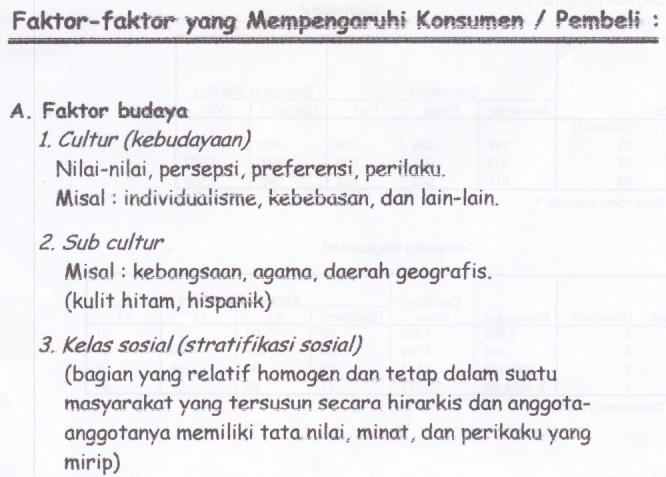 Faktor-faktor yang Mempengaruhi Konsumen / Pembeli :
A. Faktor budaya
1. Cultur (kebudayaan)
Nilai-nilai, persepsi, preferensi, perilaku.
Misal : individualisme, kebebasan, dan lain-lain.
2. Sub cultur
Misal : kebangsaan, agama, daerah geografis.
(kulit hitam, hispanik)
3. Kelas sosial (stratifikasi sosial)
(bagian yang relatif homogen dan tetap dalam suatu
masyarakat yang tersusun secara hirarkis dan anggota-
anggotanya memiliki tata nilai, minat, dan perikaku yang
mirip)